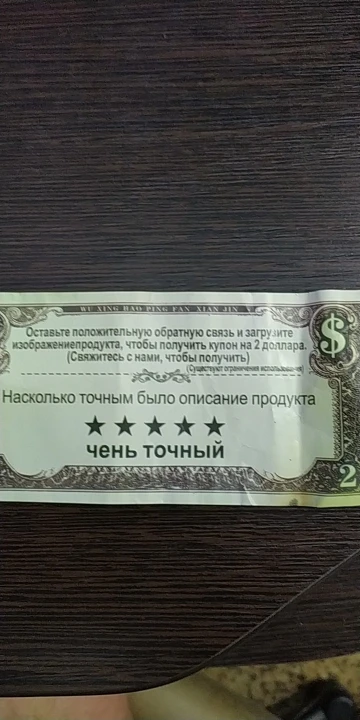 WU XING HAO PING FAN XIAN JIN
Оставьте положительную обратную связь и загрузите
изображениепродукта, чтобы получить купон на 2 доллара.
(Свяжитесь с нами, чтобы получить)
(Существуют ограничения использования)
$
Насколько точным было описание продукта
★★★★★
чень точный
2